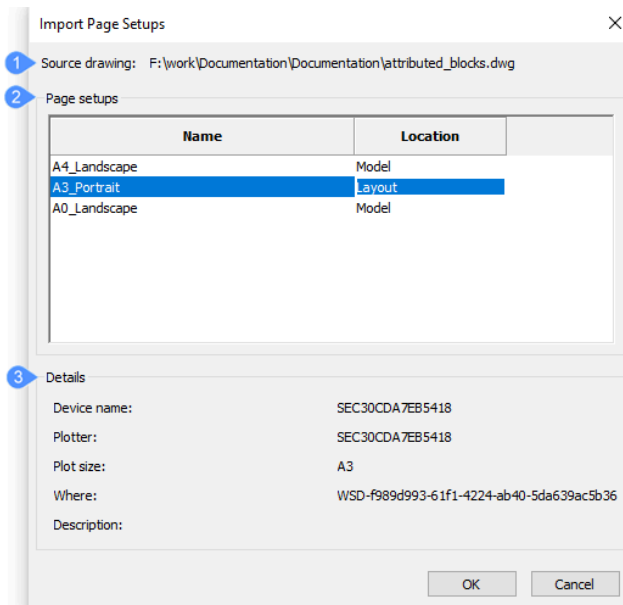 Import Page Setups
1 Source drawing: F:\work\Documentation\Documentation\attributed_blocks.dwg
2 Page setups
Name Location
A4_Landscape Model
A3_Portrait Layout
A0_Landscape Model
3 Details
Device name: SEC30CDA7EB5418
Plotter: SEC30CDA7EB5418
Plot size: A3
Where: WSD-f989d993-61f1-4224-ab40-5da639ac5b36
Description:
OK Cancel